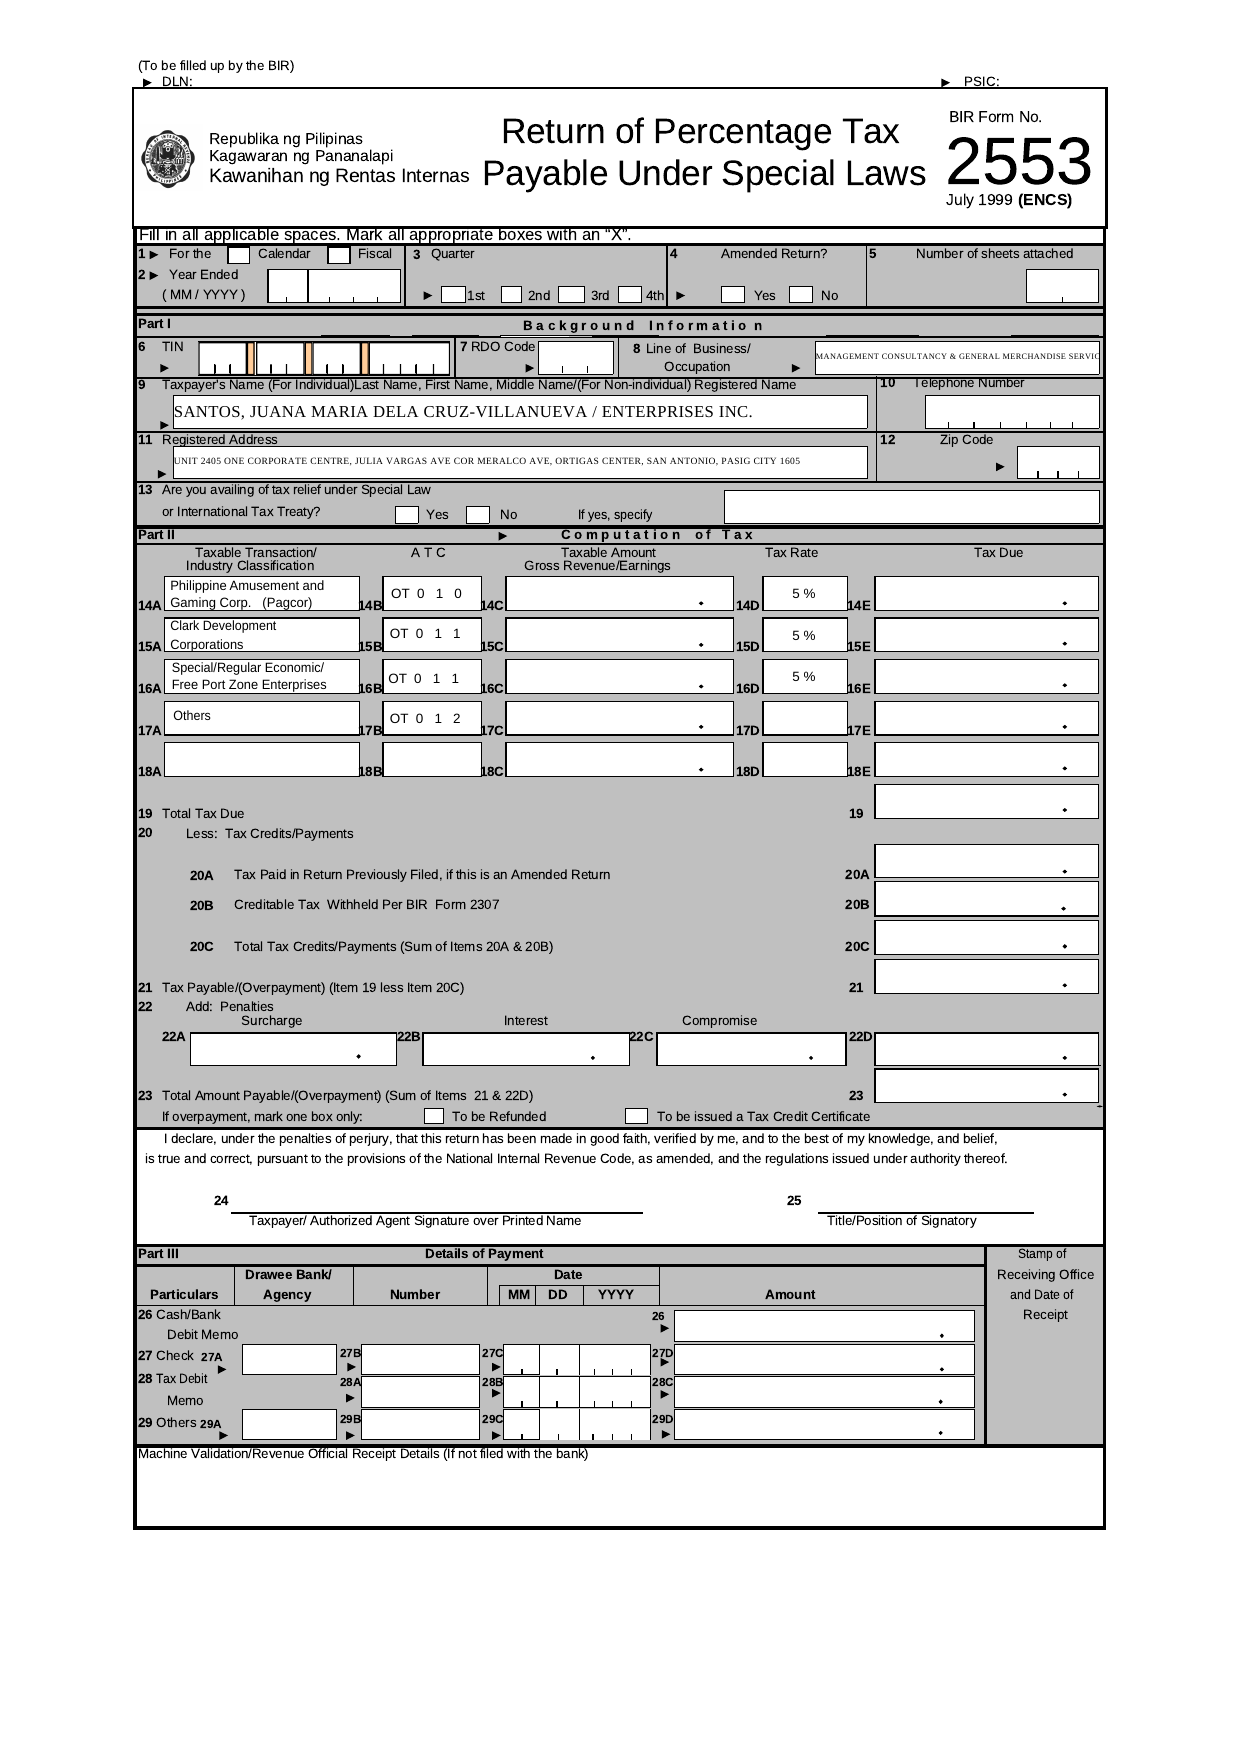 (To be filled up by the BIR)
► DLN: ► PSIC:
Republika ng Pilipinas
Kagawaran ng Pananalapi
Kawanihan ng Rentas Internas
Return of Percentage Tax
Payable Under Special Laws
BIR Form No.
2553
July 1999 (ENCS)
Fill in all applicable spaces. Mark all appropriate boxes with an “X”.
1 ► For the Calendar Fiscal
2 ► Year Ended
( MM / YYYY )
3 Quarter
► 1st 2nd 3rd 4th
4 Amended Return?
► Yes No
5 Number of sheets attached
Part I Background Information
6 TIN ►
7 RDO Code ►
8 Line of Business/
Occupation ►
MANAGEMENT CONSULTANCY & GENERAL MERCHANDISE SERVIC
9 Taxpayer's Name (For Individual)Last Name, First Name, Middle Name/(For Non-individual) Registered Name
► SANTOS, JUANA MARIA DELA CRUZ-VILLANUEVA / ENTERPRISES INC.
10 Telephone Number
11 Registered Address
► UNIT 2405 ONE CORPORATE CENTRE, JULIA VARGAS AVE COR MERALCO AVE, ORTIGAS CENTER, SAN ANTONIO, PASIG CITY 1605
12 Zip Code ►
13 Are you availing of tax relief under Special Law
or International Tax Treaty? Yes No If yes, specify
Part II ► Computation of Tax
Taxable Transaction/ A T C Taxable Amount Tax Rate Tax Due
Industry Classification Gross Revenue/Earnings
Philippine Amusement and
14A Gaming Corp. (Pagcor) 14B OT 0 1 0 14C 14D 5 % 14E
Clark Development
15A Corporations 15B OT 0 1 1 15C 15D 5 % 15E
Special/Regular Economic/
16A Free Port Zone Enterprises 16B OT 0 1 1 16C 16D 5 % 16E
17A Others 17B OT 0 1 2 17C 17D 17E
18A 18B 18C 18D 18E
19 Total Tax Due 19
20 Less: Tax Credits/Payments
20A Tax Paid in Return Previously Filed, if this is an Amended Return 20A
20B Creditable Tax Withheld Per BIR Form 2307 20B
20C Total Tax Credits/Payments (Sum of Items 20A & 20B) 20C
21 Tax Payable/(Overpayment) (Item 19 less Item 20C) 21
22 Add: Penalties
Surcharge Interest Compromise
22A 22B 22C 22D
23 Total Amount Payable/(Overpayment) (Sum of Items 21 & 22D) 23
If overpayment, mark one box only: To be Refunded To be issued a Tax Credit Certificate
I declare, under the penalties of perjury, that this return has been made in good faith, verified by me, and to the best of my knowledge, and belief,
is true and correct, pursuant to the provisions of the National Internal Revenue Code, as amended, and the regulations issued under authority thereof.
24 25
Taxpayer/ Authorized Agent Signature over Printed Name Title/Position of Signatory
Part III Details of Payment
Stamp of
Receiving Office
and Date of
Receipt
Drawee Bank/ Date
Particulars Agency Number MM DD YYYY Amount
26 Cash/Bank 26 ►
Debit Memo
27 Check 27A ► 27B ► 27C ► 27D ►
28 Tax Debit 28A ► 28B ► 28C ►
Memo
29 Others 29A ► 29B ► 29C ► 29D ►
Machine Validation/Revenue Official Receipt Details (If not filed with the bank)